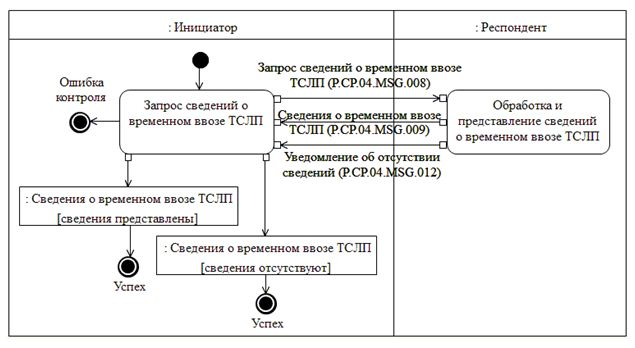 : Инициатор
: Респондент
Ошибка
контроля
Запрос сведений о
временном ввозе ТСЛП
Запрос сведений о временном ввозе
ТСЛП (P.CP.04.MSG.008)
Сведения о временном ввозе
ТСЛП (P.CP.04.MSG.009)
Уведомление об отсутствии
сведений (P.CP.04.MSG.012)
Обработка и
представление сведений
о временном ввозе ТСЛП
: Сведения о временном ввозе ТСЛП
[сведения представлены]
Успех
: Сведения о временном ввозе ТСЛП
[сведения отсутствуют]
Успех